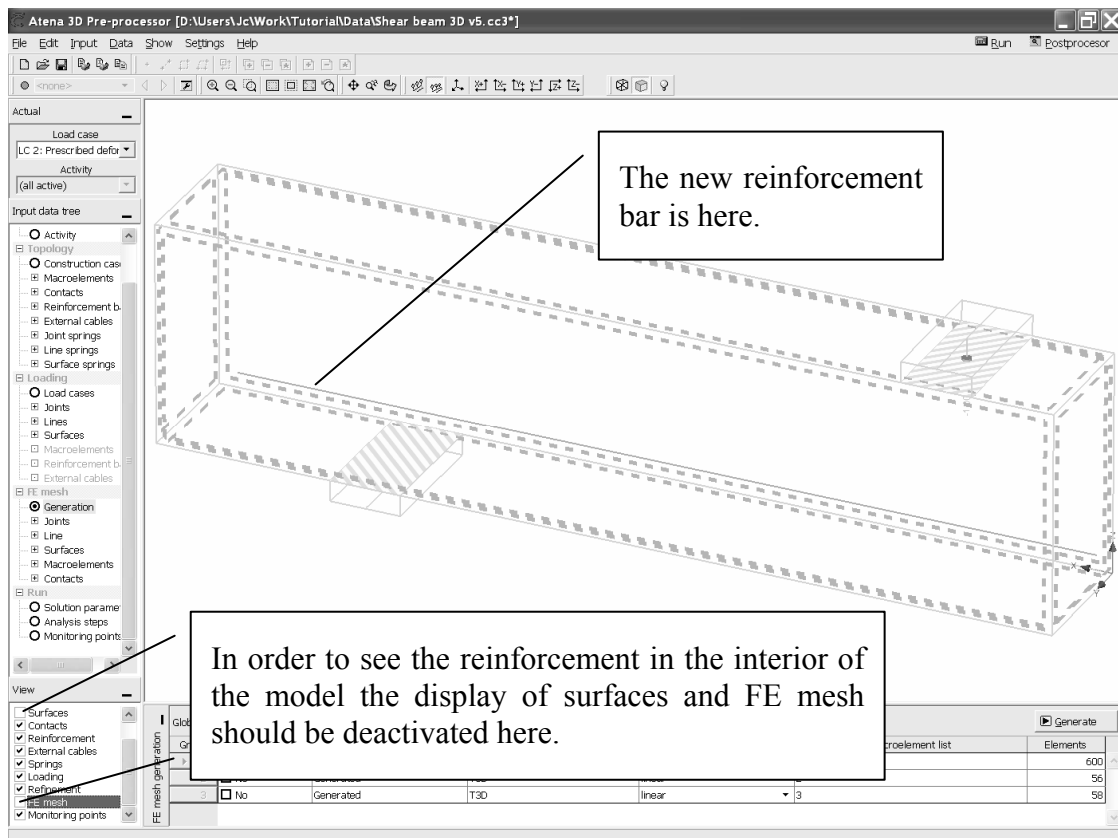 Atena 3D Pre-processor [D:\Users\Jc\Work\Tutorial\Data\Shear beam 3D v5.cc3*]
File Edit Input Data Show Settings Help
Run Postprocesor
<none>
Actual
Load case
LC 2: Prescribed defor
Activity
(all active)
Input data tree
Activity
Topology
Construction case
Macroelements
Contacts
Reinforcement b
External cables
Joint springs
Line springs
Surface springs
Loading
Load cases
Joints
Lines
Surfaces
Macroelements
Reinforcement b
External cables
FE mesh
Generation
Joints
Line
Surfaces
Macroelements
Contacts
Run
Solution parame
Analysis steps
Monitoring points
The new reinforcement
bar is here.
X
Y
Z
In order to see the reinforcement in the interior of
the model the display of surfaces and FE mesh
should be deactivated here.
View
Surfaces
Contacts
Reinforcement
External cables
Springs
Loading
Refinement
FE mesh
Monitoring points
FE mesh generation
Glob
Generate
Gr
croelement list Elements
600
56
3 No Generated T3D linear 3 58